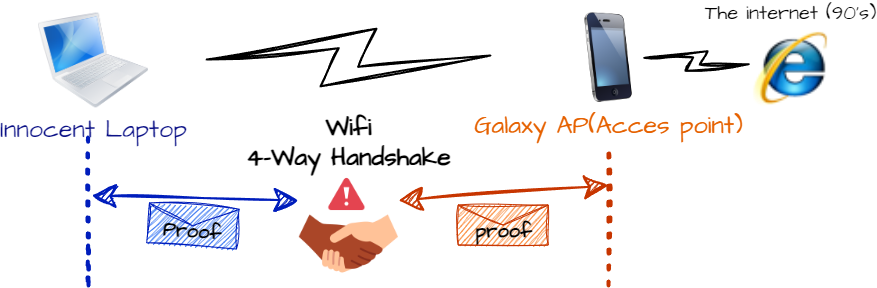 The internet (90's)
Innocent Laptop
Galaxy AP(Acces point)
Wifi
4-Way Handshake
Proof
proof